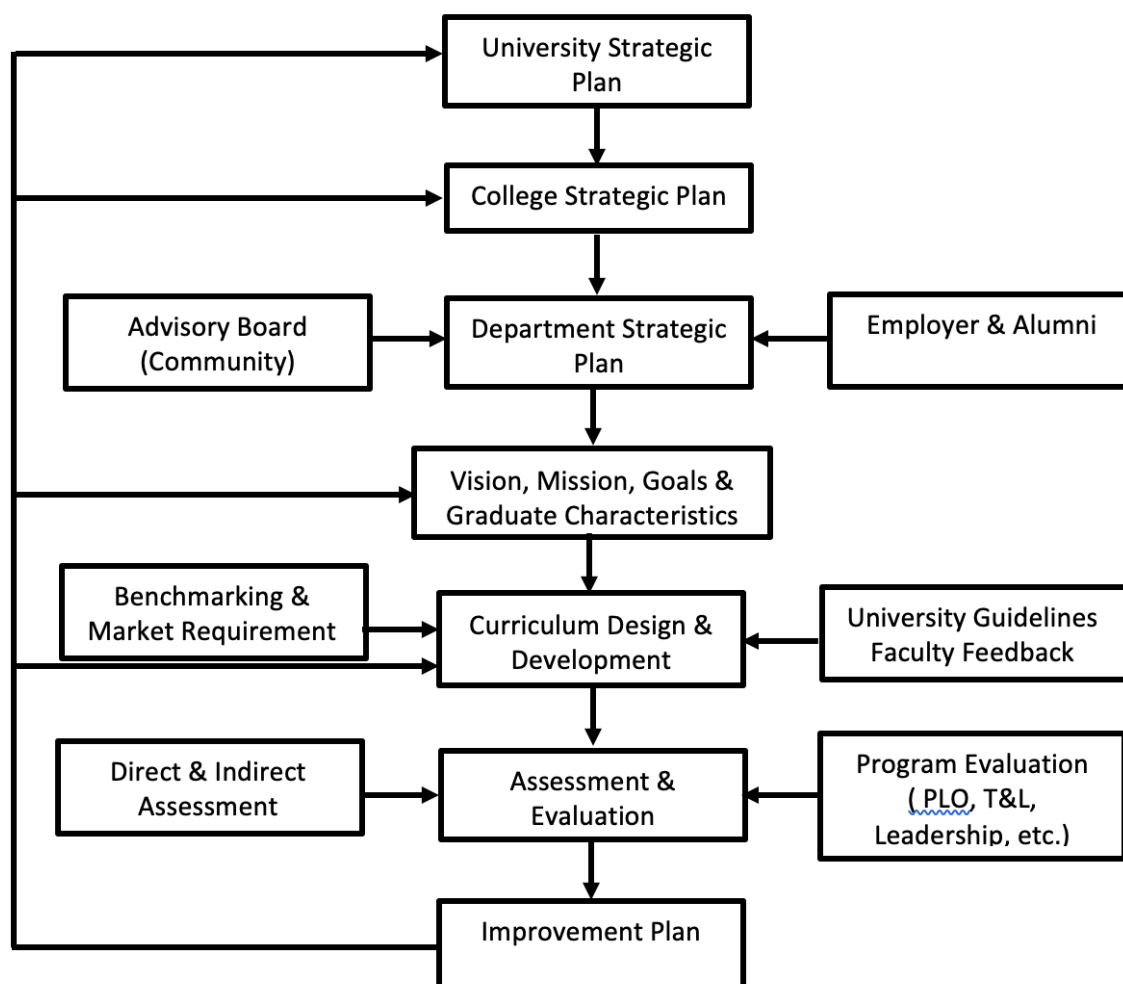 University Strategic
Plan
College Strategic Plan
Advisory Board
(Community)
Department Strategic
Plan
Employer & Alumni
Vision, Mission, Goals &
Graduate Characteristics
Benchmarking &
Market Requirement
Curriculum Design &
Development
University Guidelines
Faculty Feedback
Direct & Indirect
Assessment
Assessment &
Evaluation
Program Evaluation
( PLO, T&L,
Leadership, etc.)
Improvement Plan